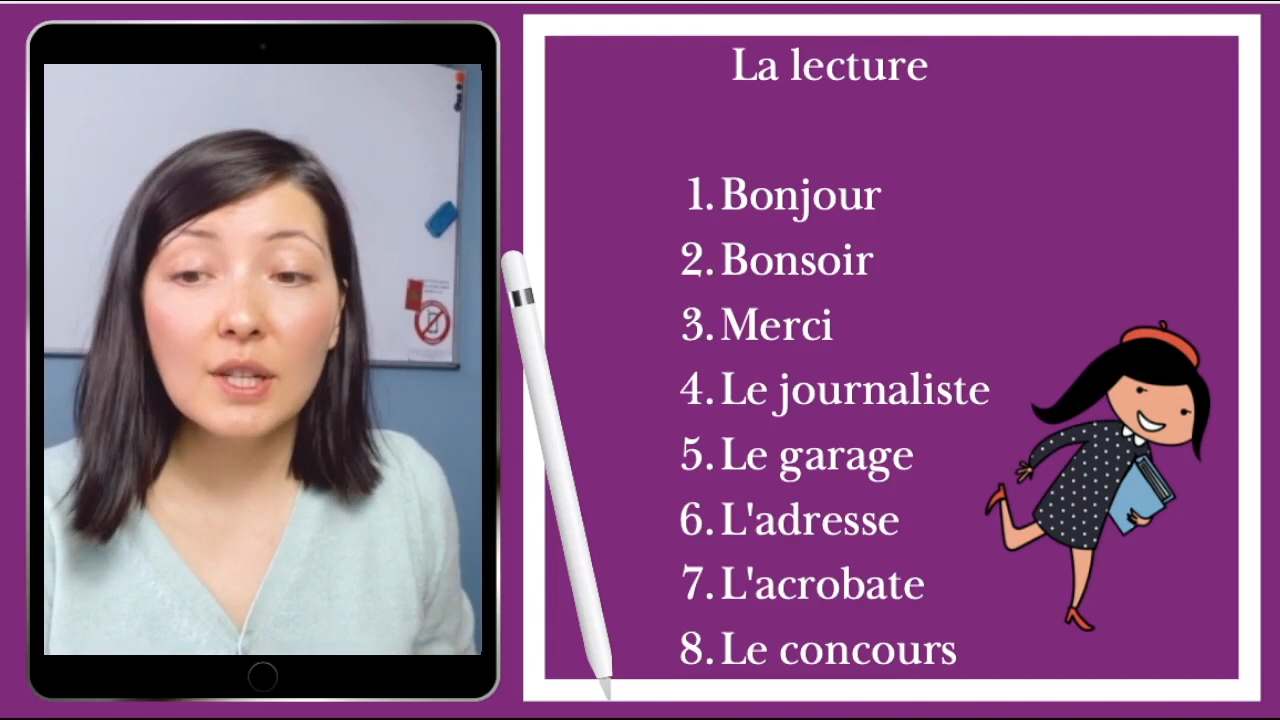 La lecture
1. Bonjour
2. Bonsoir
3. Merci
4. Le journaliste
5. Le garage
6. L'adresse
7. L'acrobate
8. Le concours